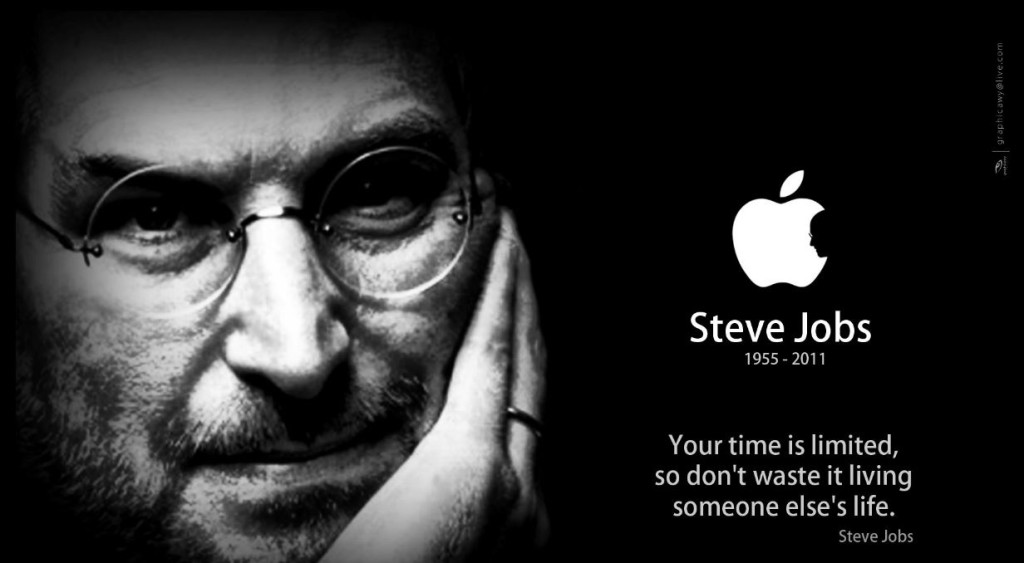 graphicawy@live.com
Steve Jobs
1955 - 2011
Your time is limited,
so don't waste it living
someone else's life.
Steve Jobs